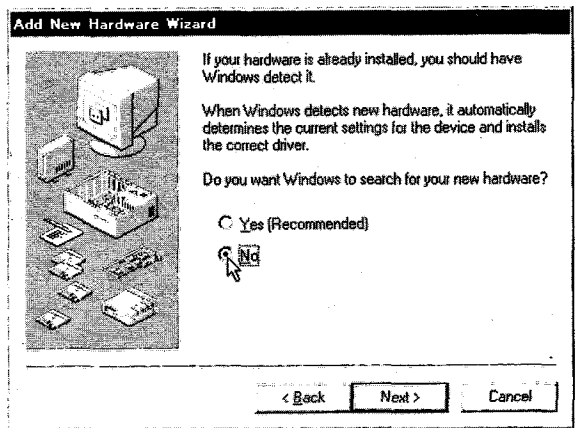 Add New Hardware Wizard
If your hardware is already installed, you should have
Windows detect it.
When Windows detects new hardware, it automatically
determines the current settings for the device and installs
the correct driver.
Do you want Windows to search for your new hardware?
Yes (Recommended)
No
< Back
Next >
Cancel